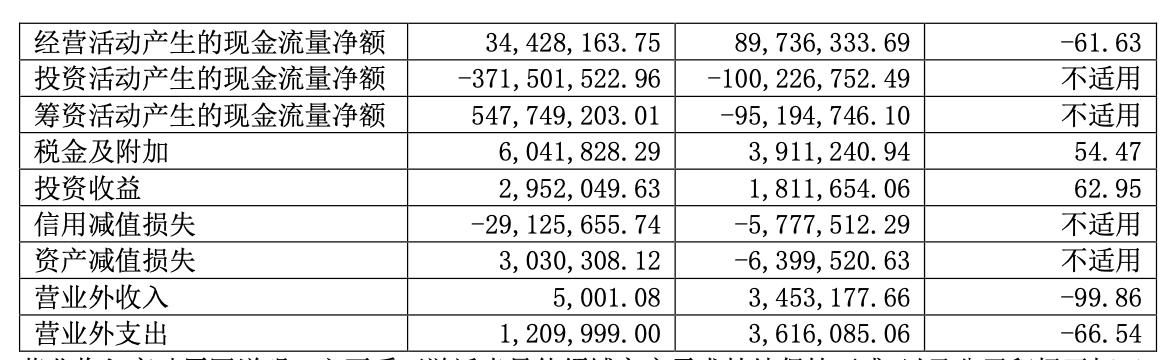 经营活动产生的现金流量净额 34,428,163.75 89,736,333.69 -61.63
投资活动产生的现金流量净额 -371,501,522.96 -100,226,752.49 不适用
筹资活动产生的现金流量净额 547,749,203.01 -95,194,746.10 不适用
税金及附加 6,041,828.29 3,911,240.94 54.47
投资收益 2,952,049.63 1,811,654.06 62.95
信用减值损失 -29,125,655.74 -5,777,512.29 不适用
资产减值损失 3,030,308.12 -6,399,520.63 不适用
营业外收入 5,001.08 3,453,177.66 -99.86
营业外支出 1,209,999.00 3,616,085.06 -66.54